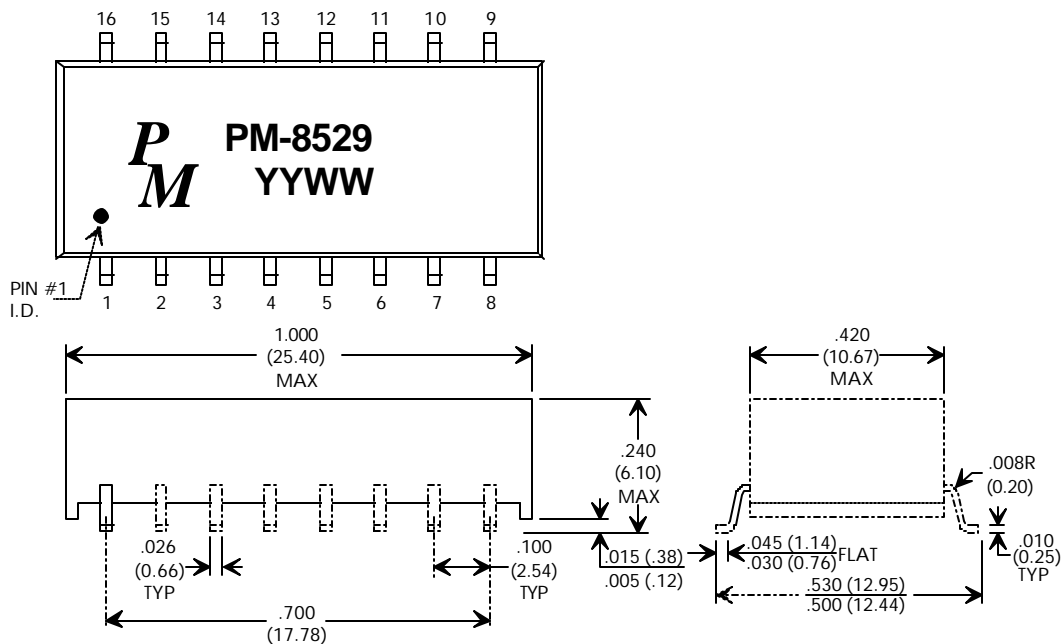 16 15 14 13 12 11 10 9
P
M
PM-8529
YYWW
PIN #1
I.D.
1 2 3 4 5 6 7 8
1.000
(25.40)
MAX
.420
(10.67)
MAX
.240
(6.10)
MAX
.008R
(0.20)
.026
(0.66)
TYP
.100
(2.54)
TYP
.015 (.38)
.005 (.12)
.045 (1.14)
.030 (0.76)
FLAT
.010
(0.25)
TYP
.530 (12.95)
.500 (12.44)
.700
(17.78)